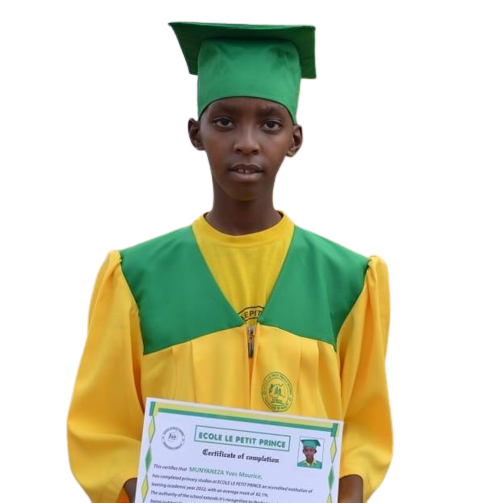 LE PETI
ECOLE LE PETIT PRINCE
Certificate of completion
This certifies that MUNYANEZA Yves Maurice,
has completed primary studies at ECOLE LE PETIT PRINCE an accredited institution of
learning academic year 2022, with an average mark of 82.1%.
The authority of the school extends